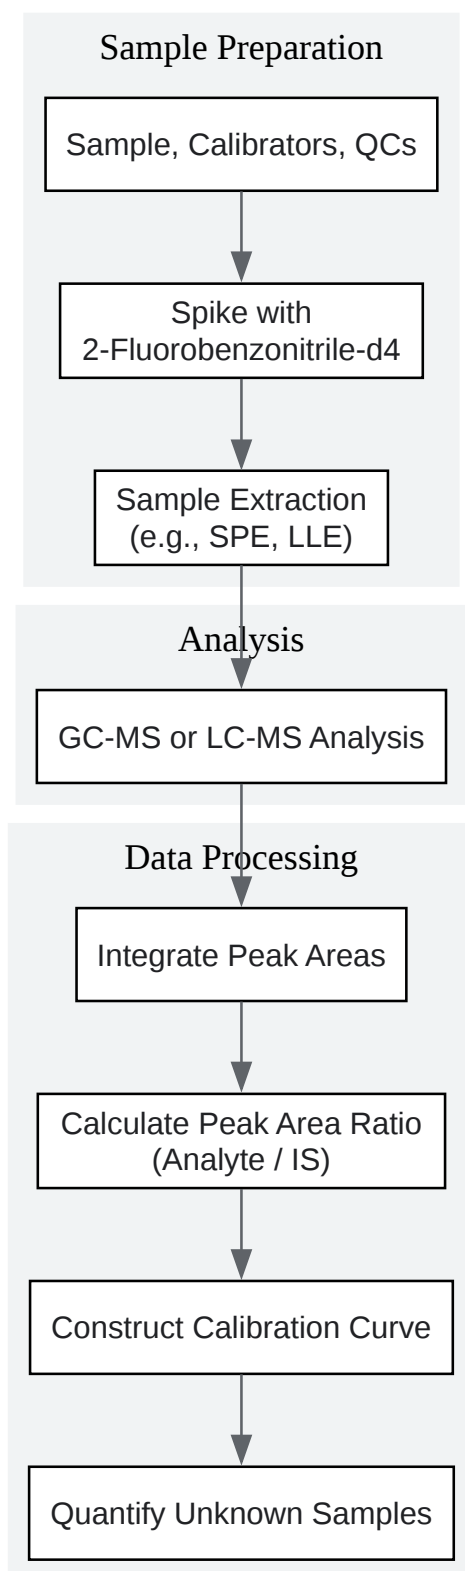 Sample Preparation
Sample, Calibrators, QCs
Spike with
2-Fluorobenzonitrile-d4
Sample Extraction
(e.g., SPE, LLE)
Analysis
GC-MS or LC-MS Analysis
Data Processing
Integrate Peak Areas
Calculate Peak Area Ratio
(Analyte / IS)
Construct Calibration Curve
Quantify Unknown Samples